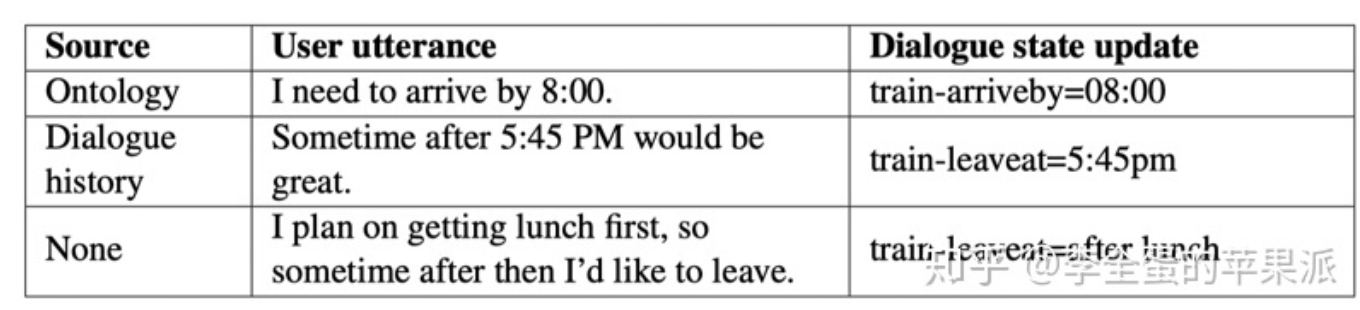 Source User utterance Dialogue state update
Ontology I need to arrive by 8:00. train-arriveby=08:00
Dialogue history Sometime after 5:45 PM would be great. train-leaveat=5:45pm
None I plan on getting lunch first, so sometime after then I'd like to leave. train-leaveat=after lunch
知乎 @李生蛋的苹果派